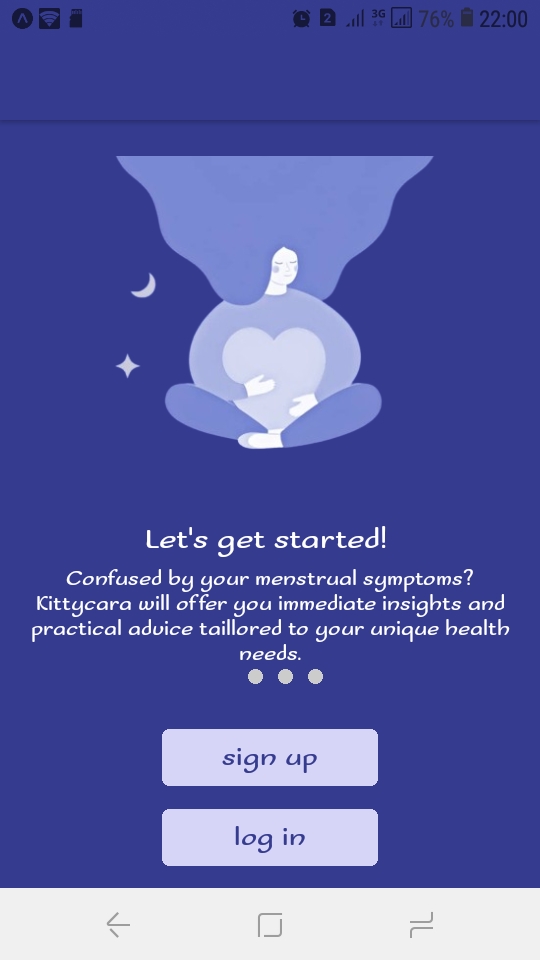 2 3G 76% 22:00
Let's get started!
Confused by your menstrual symptoms?
Kittycara will offer you immediate insights and
practical advice taillored to your unique health
needs.
sign up
log in